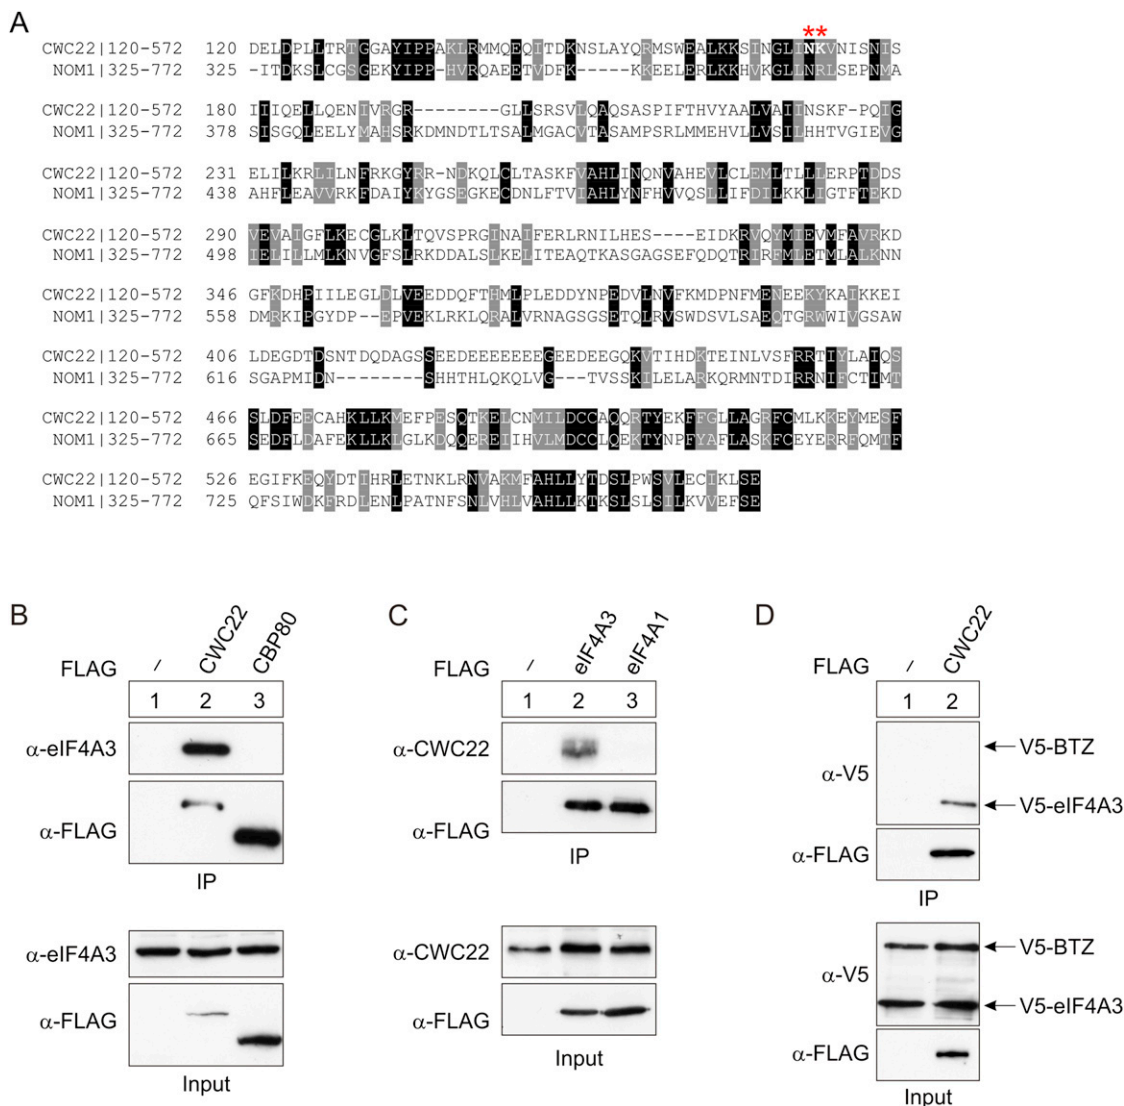 A
**
CWC22|120-572 120 DELDPLLTRTGGAYIPPAKLRMMQEQITDKNSLAYQRMSWEALKKSINGLINKVNISNIS
NOM1|325-772 325 -ITDKSLCGSGEKYIPP-HVRQAEETVDFK-----KKEELERLKKHVKGLLNRLSEPNMA
CWC22|120-572 180 IIIQELLQENIVRGR--------GLLSRSVLQAQSASPIFTHVYAALVAIINSKF-PQIG
NOM1|325-772 378 SISGQLEELYMAHSRKDMNDTLTSALMGACVTASAMPSRLMMEHVLLVSILHHTVGIEVG
CWC22|120-572 231 ELILKRLILNFRKGYRR-NDKQLCLTASKFVAHLINQNVAHEVLCLEMLTLLLERPTDDS
NOM1|325-772 438 AHFLEAVVRKFDAIYKYGSEGKECDNLFTVIAHLYNFHVVQSLLIFDILKKLIGTFTEKD
CWC22|120-572 290 VEVAIGFLKECGLKLTQVSPRGINAIFERLRNILHES----EIDKRVQYMIEVMFAVRKD
NOM1|325-772 498 IELILLMLKNVGFSLRKDDALSLKELITEAQTKASGAGSEFQDQTRIRFMLETMLALKNN
CWC22|120-572 346 GFKDHPIILEGLDLVEEDDQFTHMLPLEDDYNPEDVLNVFKMDPNFMENEEKYKAIKKEI
NOM1|325-772 558 DMRKIPGYDP--EPVEKLRKLQRALVRNAGSGSETQLRVSWDSVLSAEQTGRWWIVGSAW
CWC22|120-572 406 LDEGDTDSNTDQDAGSSEEDEEEEEEEGEEDEEGQKVTIHDKTEINLVSFRRTIYLAIQS
NOM1|325-772 616 SGAPMIDN--------SHHTHLQKQLVG---TVSSKILELARKQRMNTDIRRNIFCTIMT
CWC22|120-572 466 SLDFEECAHKLLKMEFPESQTKELCNMILDCCAQQRTYEKFFGLLAGRFCMLKKEYMESF
NOM1|325-772 665 SEDFLDAFEKLLKLGLKDQQEREIIHVLMDCCLQEKTYNPFYAFLASKFCEYERRFQMTF
CWC22|120-572 526 EGIFKEQYDTIHRLETNKLRNVAKMFAHLLYTDSLPWSVLECIKLSE
NOM1|325-772 725 QFSIWDKFRDLENLPATNFSNLVHLVAHLLKTKSLSLSILKVVEFSE
B
FLAG / CWC22 CBP80
1 2 3
α-eIF4A3
α-FLAG
IP
α-eIF4A3
α-FLAG
Input
C
FLAG / eIF4A3 eIF4A1
1 2 3
α-CWC22
α-FLAG
IP
α-CWC22
α-FLAG
Input
D
FLAG / CWC22
1 2
V5-BTZ
α-V5
V5-eIF4A3
α-FLAG
IP
V5-BTZ
α-V5
V5-eIF4A3
α-FLAG
Input